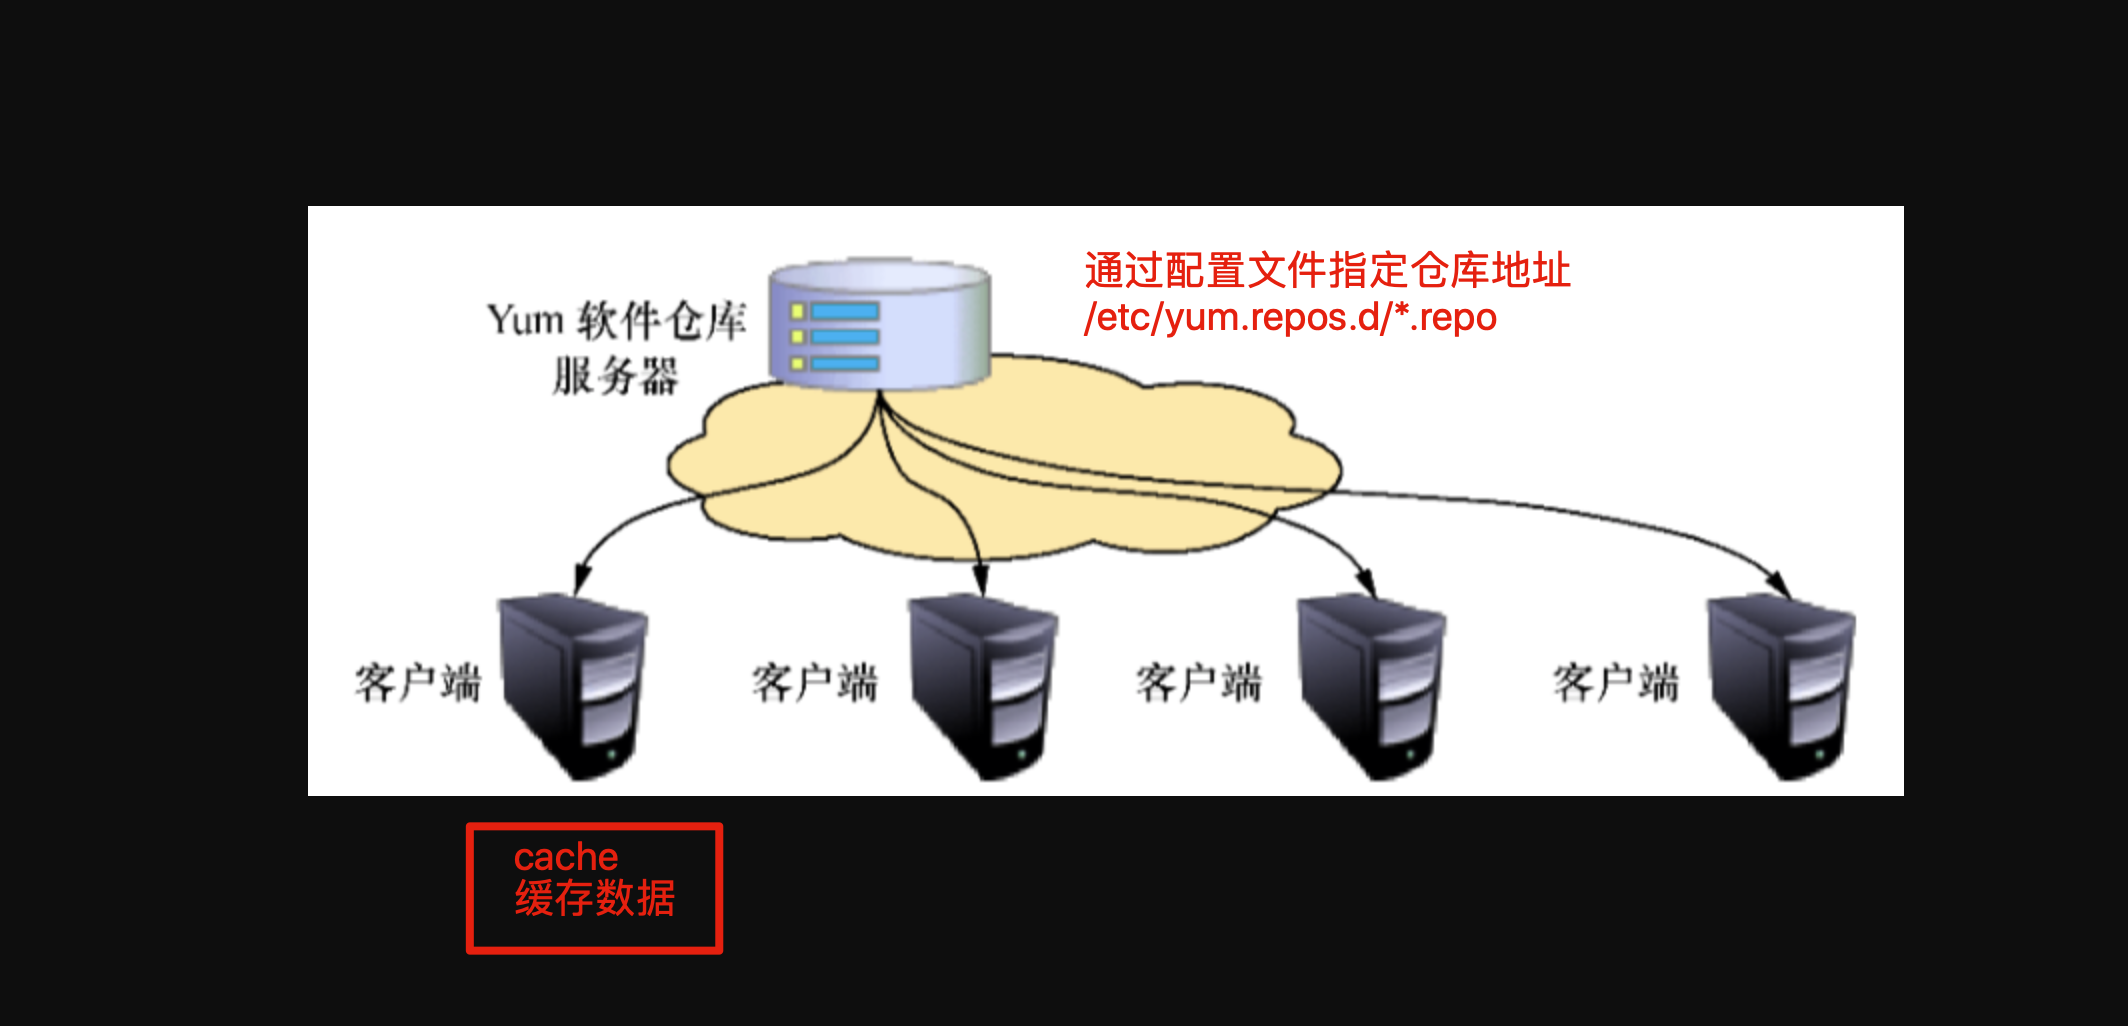 通过配置文件指定仓库地址
/etc/yum.repos.d/*.repo
Yum 软件仓库
服务器
客户端
客户端
客户端
客户端
cache
缓存数据